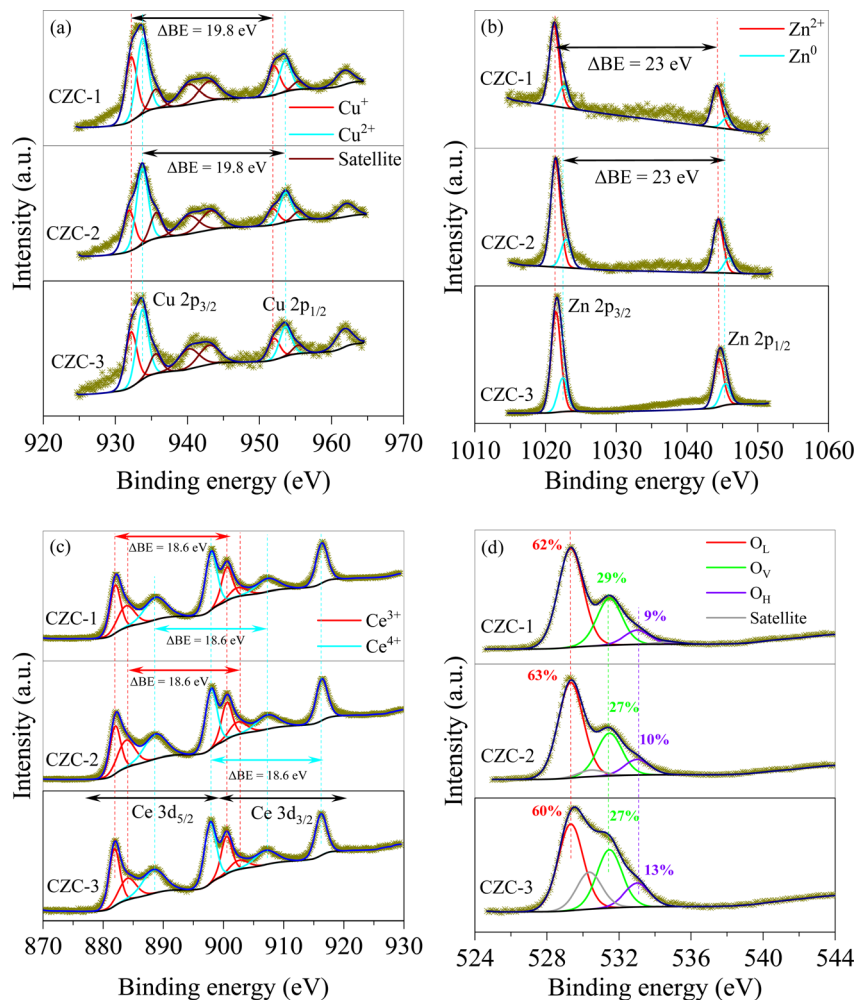 (a)
ΔBE = 19.8 eV
CZC-1
Cu⁺
Cu²⁺
Satellite
ΔBE = 19.8 eV
CZC-2
Cu 2p₃/₂
Cu 2p₁/₂
CZC-3
Intensity (a.u.)
920 930 940 950 960 970
Binding energy (eV)
(b)
Zn²⁺
Zn⁰
CZC-1
ΔBE = 23 eV
ΔBE = 23 eV
CZC-2
Zn 2p₃/₂
Zn 2p₁/₂
CZC-3
Intensity (a.u.)
1010 1020 1030 1040 1050 1060
Binding energy (eV)
(c)
ΔBE = 18.6 eV
CZC-1
Ce³⁺
Ce⁴⁺
ΔBE = 18.6 eV
ΔBE = 18.6 eV
CZC-2
ΔBE = 18.6 eV
Ce 3d₅/₂
Ce 3d₃/₂
CZC-3
Intensity (a.u.)
870 880 890 900 910 920 930
Binding energy (eV)
(d)
62%
O_L
O_V
O_H
Satellite
29%
9%
CZC-1
63%
27%
10%
CZC-2
60%
27%
13%
CZC-3
Intensity (a.u.)
524 528 532 536 540 544
Binding energy (eV)